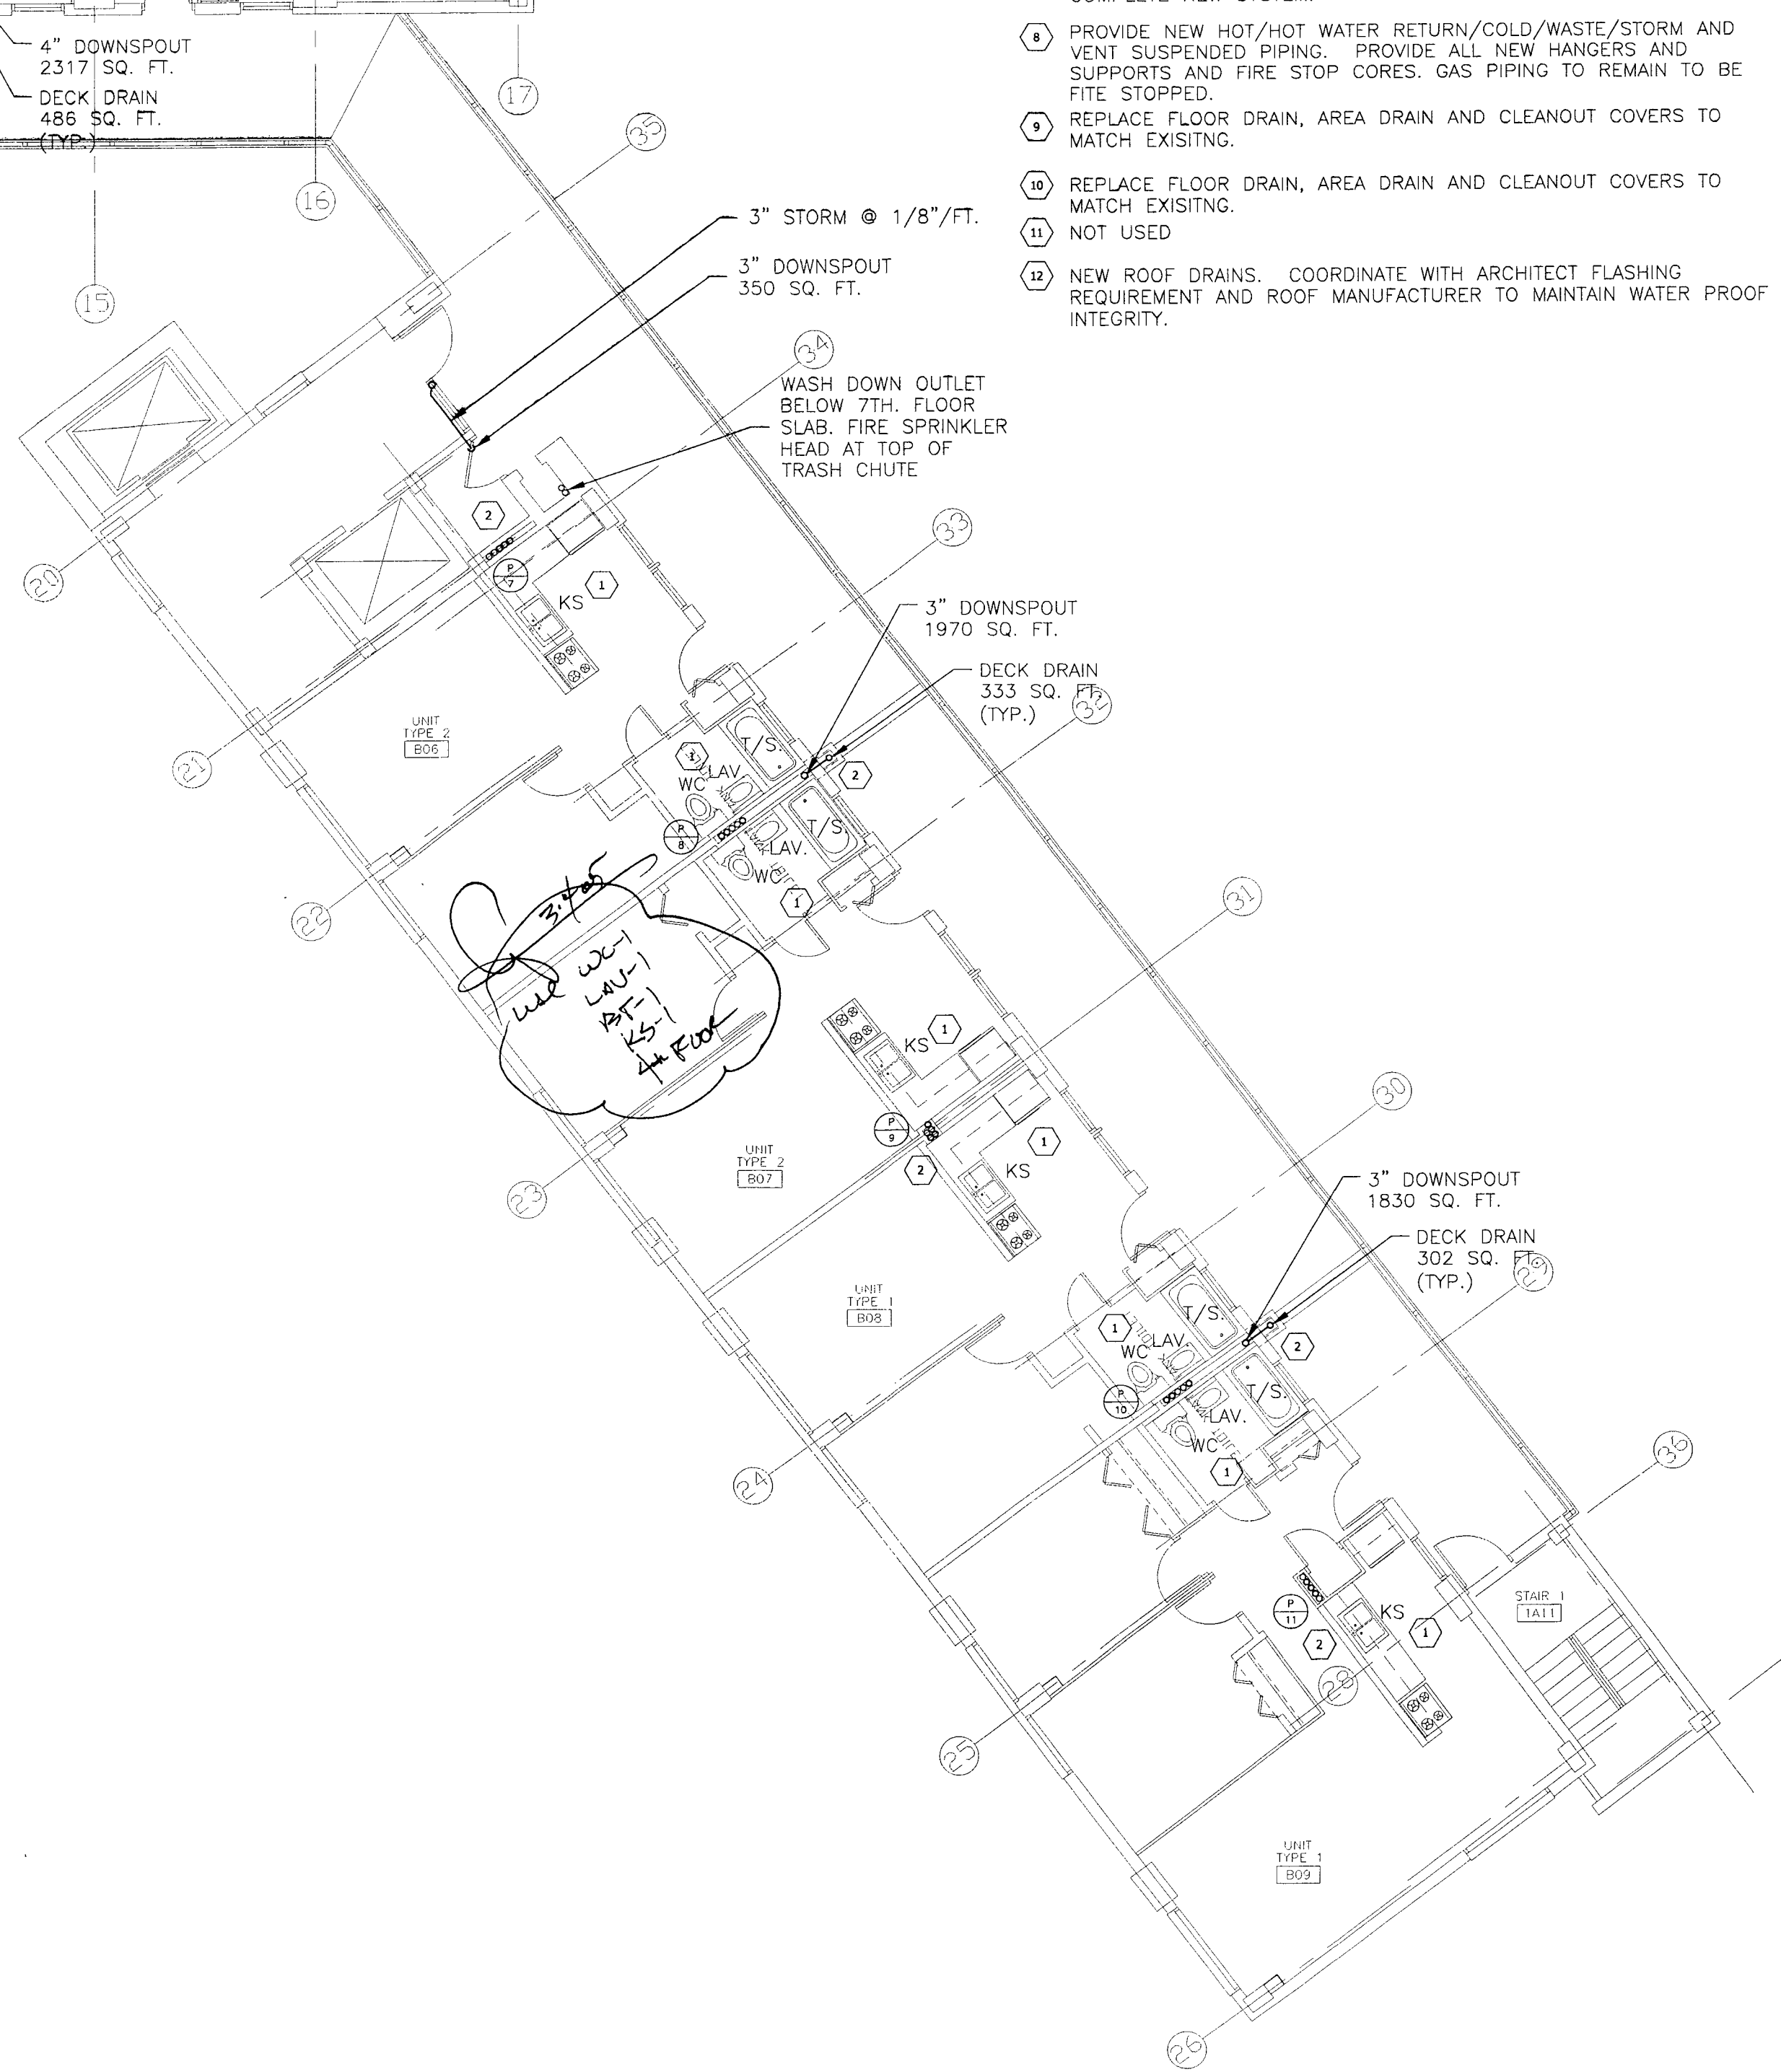 4" DOWNSPOUT
2317 SQ. FT.
DECK DRAIN
486 SQ. FT.
(TYP.)
8 PROVIDE NEW HOT/HOT WATER RETURN/COLD/WASTE/STORM AND
VENT SUSPENDED PIPING. PROVIDE ALL NEW HANGERS AND
SUPPORTS AND FIRE STOP CORES. GAS PIPING TO REMAIN TO BE
FITE STOPPED.
9 REPLACE FLOOR DRAIN, AREA DRAIN AND CLEANOUT COVERS TO
MATCH EXISITNG.
10 REPLACE FLOOR DRAIN, AREA DRAIN AND CLEANOUT COVERS TO
MATCH EXISITNG.
11 NOT USED
12 NEW ROOF DRAINS. COORDINATE WITH ARCHITECT FLASHING
REQUIREMENT AND ROOF MANUFACTURER TO MAINTAIN WATER PROOF
INTEGRITY.
17
35
16
15
3" STORM @ 1/8"/FT.
3" DOWNSPOUT
350 SQ. FT.
34
WASH DOWN OUTLET
BELOW 7TH. FLOOR
SLAB. FIRE SPRINKLER
HEAD AT TOP OF
TRASH CHUTE
2
33
20
P
7
1
KS
3" DOWNSPOUT
1970 SQ. FT.
DECK DRAIN
333 SQ. FT.
(TYP.)
32
UNIT
TYPE 2
B06
21
T/S.
1
LAV.
WC
2
P
8
T/S.
LAV.
WC
1
22
31
3.4.05
use WC-1
LAV-1
BT-1
KS-1
4th Floor
KS
1
30
P
9
1
2
KS
UNIT
TYPE 2
B07
23
3" DOWNSPOUT
1830 SQ. FT.
DECK DRAIN
302 SQ. FT.
(TYP.)
29
UNIT
TYPE 1
B08
T/S.
1
LAV.
WC
2
P
10
T/S.
LAV.
WC
1
24
36
STAIR 1
1A11
P
11
KS
1
2
28
25
UNIT
TYPE 1
B09
26